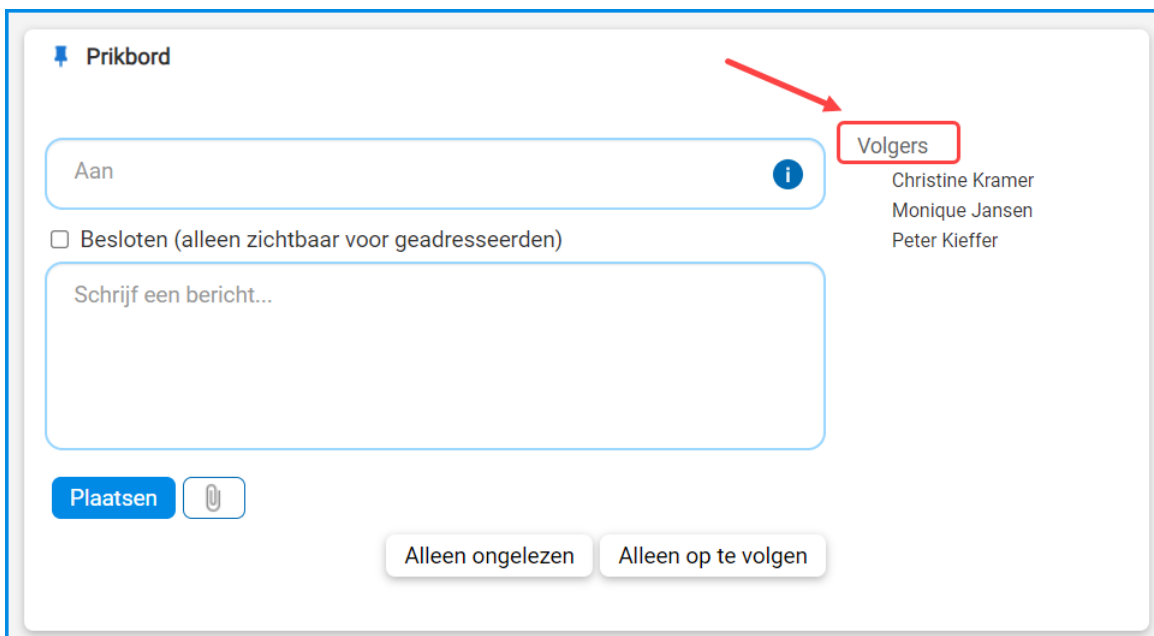 Prikbord
Aan
Besloten (alleen zichtbaar voor geadresseerden)
Schrijf een bericht...
Plaatsen
Alleen ongelezen
Alleen op te volgen
Volgers
Christine Kramer
Monique Jansen
Peter Kieffer